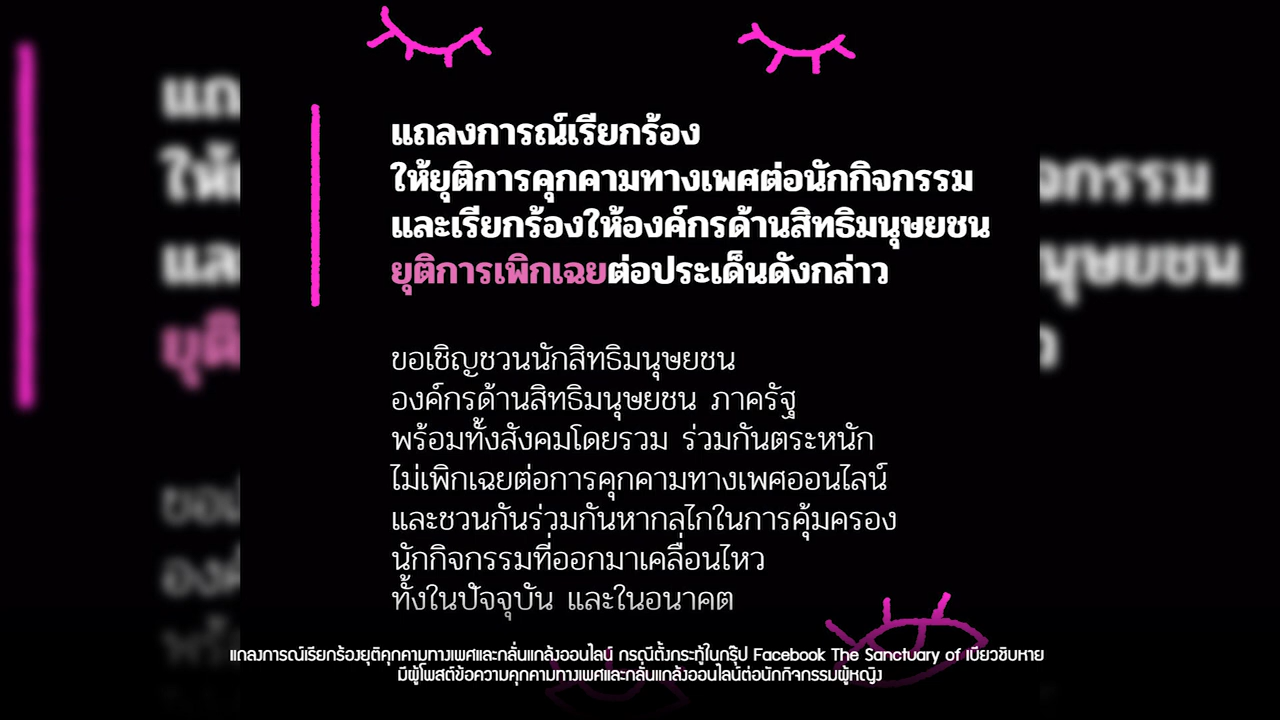 แถลงการณ์เรียกร้อง
ให้ยุติการคุกคามทางเพศต่อนักกิจกรรม
และเรียกร้องให้องค์กรด้านสิทธิมนุษยชน
ยุติการเพิกเฉยต่อประเด็นดังกล่าว
ขอเชิญชวนนักสิทธิมนุษยชน
องค์กรด้านสิทธิมนุษยชน ภาครัฐ
พร้อมทั้งสังคมโดยรวม ร่วมกันตระหนัก
ไม่เพิกเฉยต่อการคุกคามทางเพศออนไลน์
และชวนกันร่วมกันหากลไกในการคุ้มครอง
นักกิจกรรมที่ออกมาเคลื่อนไหว
ทั้งในปัจจุบัน และในอนาคต
แถลงการณ์เรียกร้องยุติคุกคามทางเพศและกลั่นแกล้งออนไลน์ กรณีตั้งกระทู้ในกรุ๊ป Facebook The Sanctuary of เบียวชิบหาย
มีผู้โพสต์ข้อความคุกคามทางเพศและกลั่นแกล้งออนไลน์ต่อนักกิจกรรมผู้หญิง